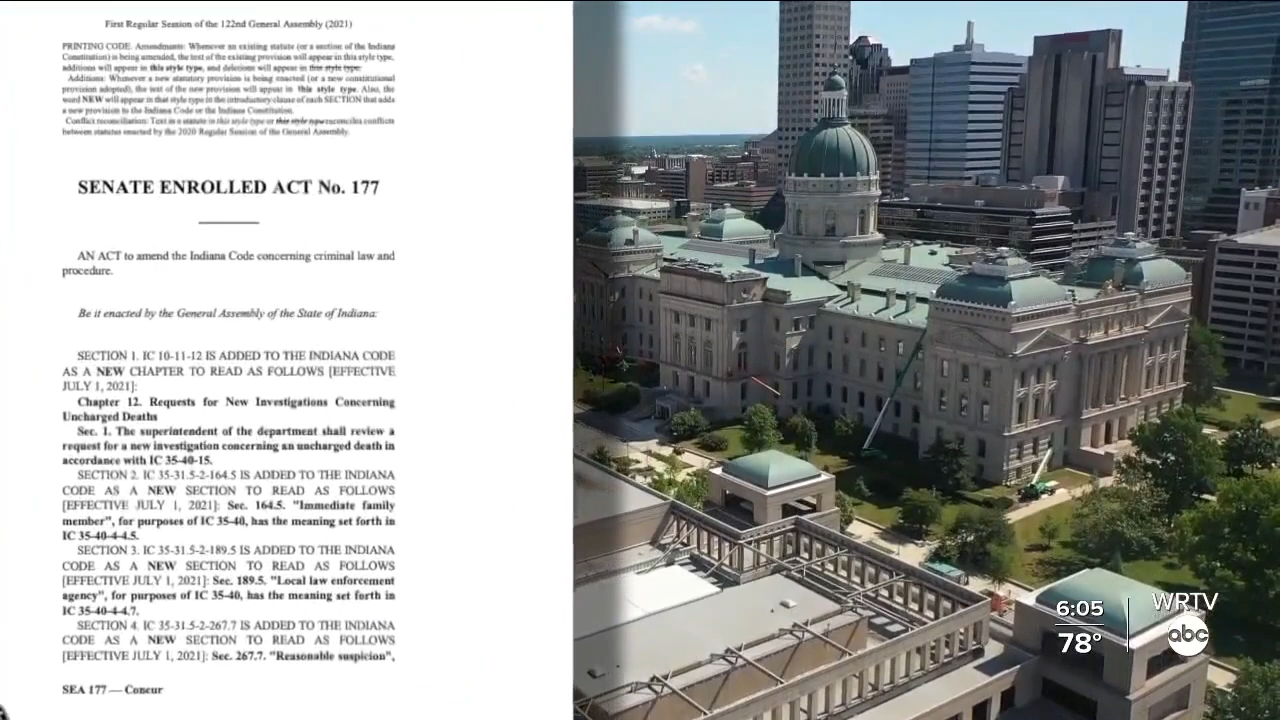 First Regular Session of the 122nd General Assembly (2021)
PRINTING CODE. Amendments: Whenever an existing statute (or a section of the Indiana
Constitution) is being amended, the text of the existing provision will appear in this style type,
additions will appear in this style type, and deletions will appear in this style type.
Additions: Whenever a new statutory provision is being enacted (or a new constitutional
provision adopted), the text of the new provision will appear in this style type. Also, the
word NEW will appear in that style type in the introductory clause of each SECTION that adds
a new provision to the Indiana Code or the Indiana Constitution.
Conflict reconciliation: Text in a statute in this style type or this style type reconciles conflicts
between statutes enacted by the 2020 Regular Session of the General Assembly.
SENATE ENROLLED ACT No. 177
AN ACT to amend the Indiana Code concerning criminal law and
procedure.
Be it enacted by the General Assembly of the State of Indiana:
SECTION 1. IC 10-11-12 IS ADDED TO THE INDIANA CODE
AS A NEW CHAPTER TO READ AS FOLLOWS [EFFECTIVE
JULY 1, 2021]:
Chapter 12. Requests for New Investigations Concerning
Uncharged Deaths
Sec. 1. The superintendent of the department shall review a
request for a new investigation concerning an uncharged death in
accordance with IC 35-40-15.
SECTION 2. IC 35-31.5-2-164.5 IS ADDED TO THE INDIANA
CODE AS A NEW SECTION TO READ AS FOLLOWS
[EFFECTIVE JULY 1, 2021]: Sec. 164.5. "Immediate family
member", for purposes of IC 35-40, has the meaning set forth in
IC 35-40-4-4.5.
SECTION 3. IC 35-31.5-2-189.5 IS ADDED TO THE INDIANA
CODE AS A NEW SECTION TO READ AS FOLLOWS
[EFFECTIVE JULY 1, 2021]: Sec. 189.5. "Local law enforcement
agency", for purposes of IC 35-40, has the meaning set forth in
IC 35-40-4-4.7.
SECTION 4. IC 35-31.5-2-267.7 IS ADDED TO THE INDIANA
CODE AS A NEW SECTION TO READ AS FOLLOWS
[EFFECTIVE JULY 1, 2021]: Sec. 267.7. "Reasonable suspicion",
SEA 177 — Concur
6:05
78°
WRTV
abc